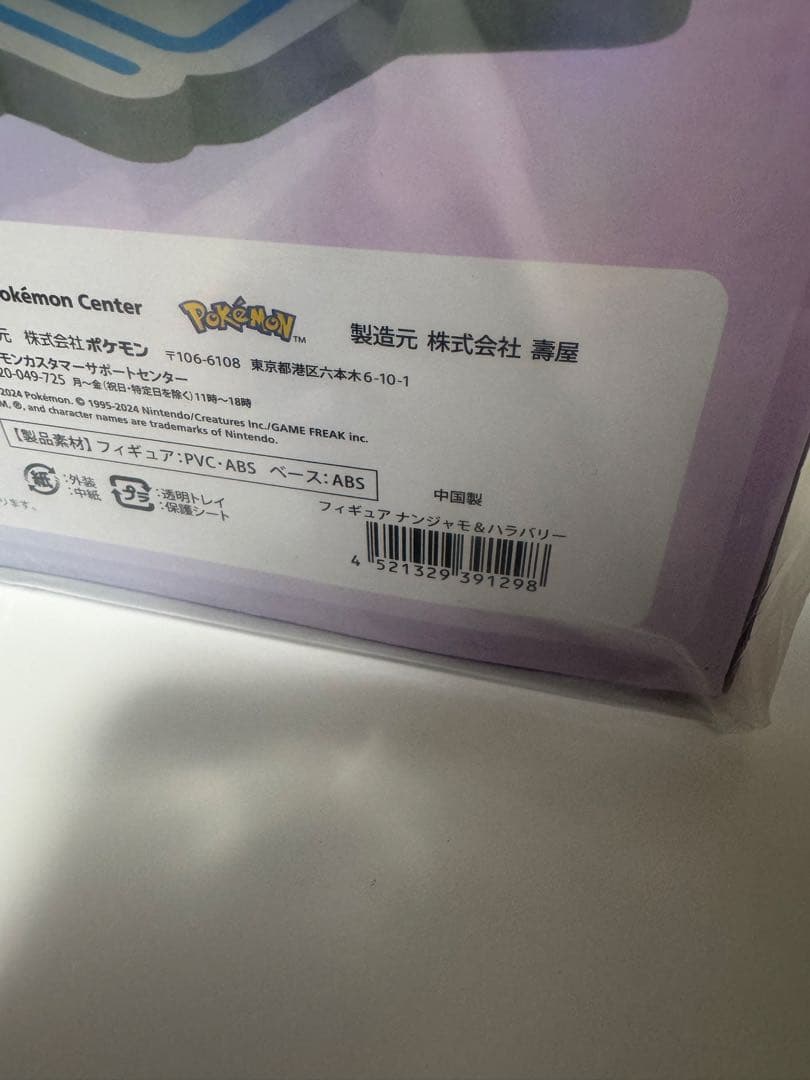 okémon Center
POKéMON TM
製造元 株式会社 壽屋
元 株式会社ポケモン 〒106-6108 東京都港区六本木6-10-1
モンカスタマーサポートセンター
20-049-725 月～金(祝日・特定日を除く)11時～18時
2024 Pokémon. © 1995-2024 Nintendo/Creatures Inc./GAME FREAK inc.
M, ®, and character names are trademarks of Nintendo.
【製品素材】フィギュア:PVC・ABS ベース:ABS
紙 :外装
:中紙
プラ :透明トレイ
:保護シート
ります。
中国製
フィギュア ナンジャモ&ハラバリー
4 521329 391298